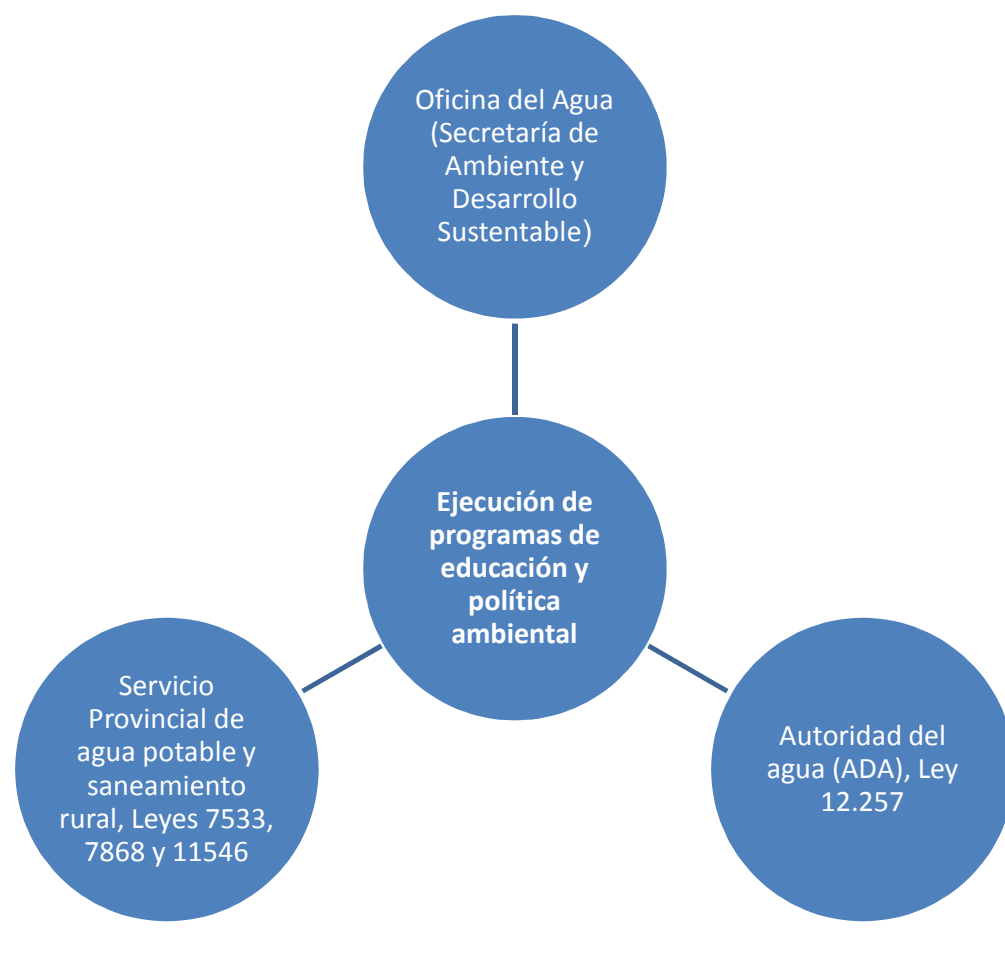 Oficina del Agua
(Secretaría de
Ambiente y
Desarrollo
Sustentable)
Ejecución de
programas de
educación y
política
ambiental
Servicio
Provincial de
agua potable y
saneamiento
rural, Leyes 7533,
7868 y 11546
Autoridad del
agua (ADA), Ley
12.257